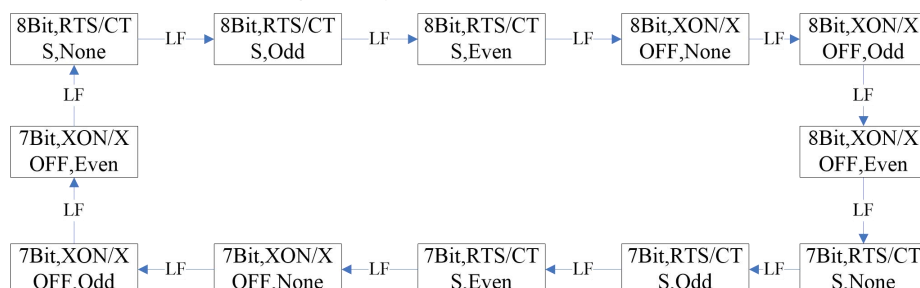 8Bit,RTS/CT
S,None
LF
8Bit,RTS/CT
S,Odd
LF
8Bit,RTS/CT
S,Even
LF
8Bit,XON/X
OFF,None
LF
8Bit,XON/X
OFF,Odd
LF
LF
7Bit,XON/X
OFF,Even
8Bit,XON/X
OFF,Even
LF
LF
7Bit,XON/X
OFF,Odd
LF
7Bit,XON/X
OFF,None
LF
7Bit,RTS/CT
S,Even
LF
7Bit,RTS/CT
S,Odd
LF
7Bit,RTS/CT
S,None